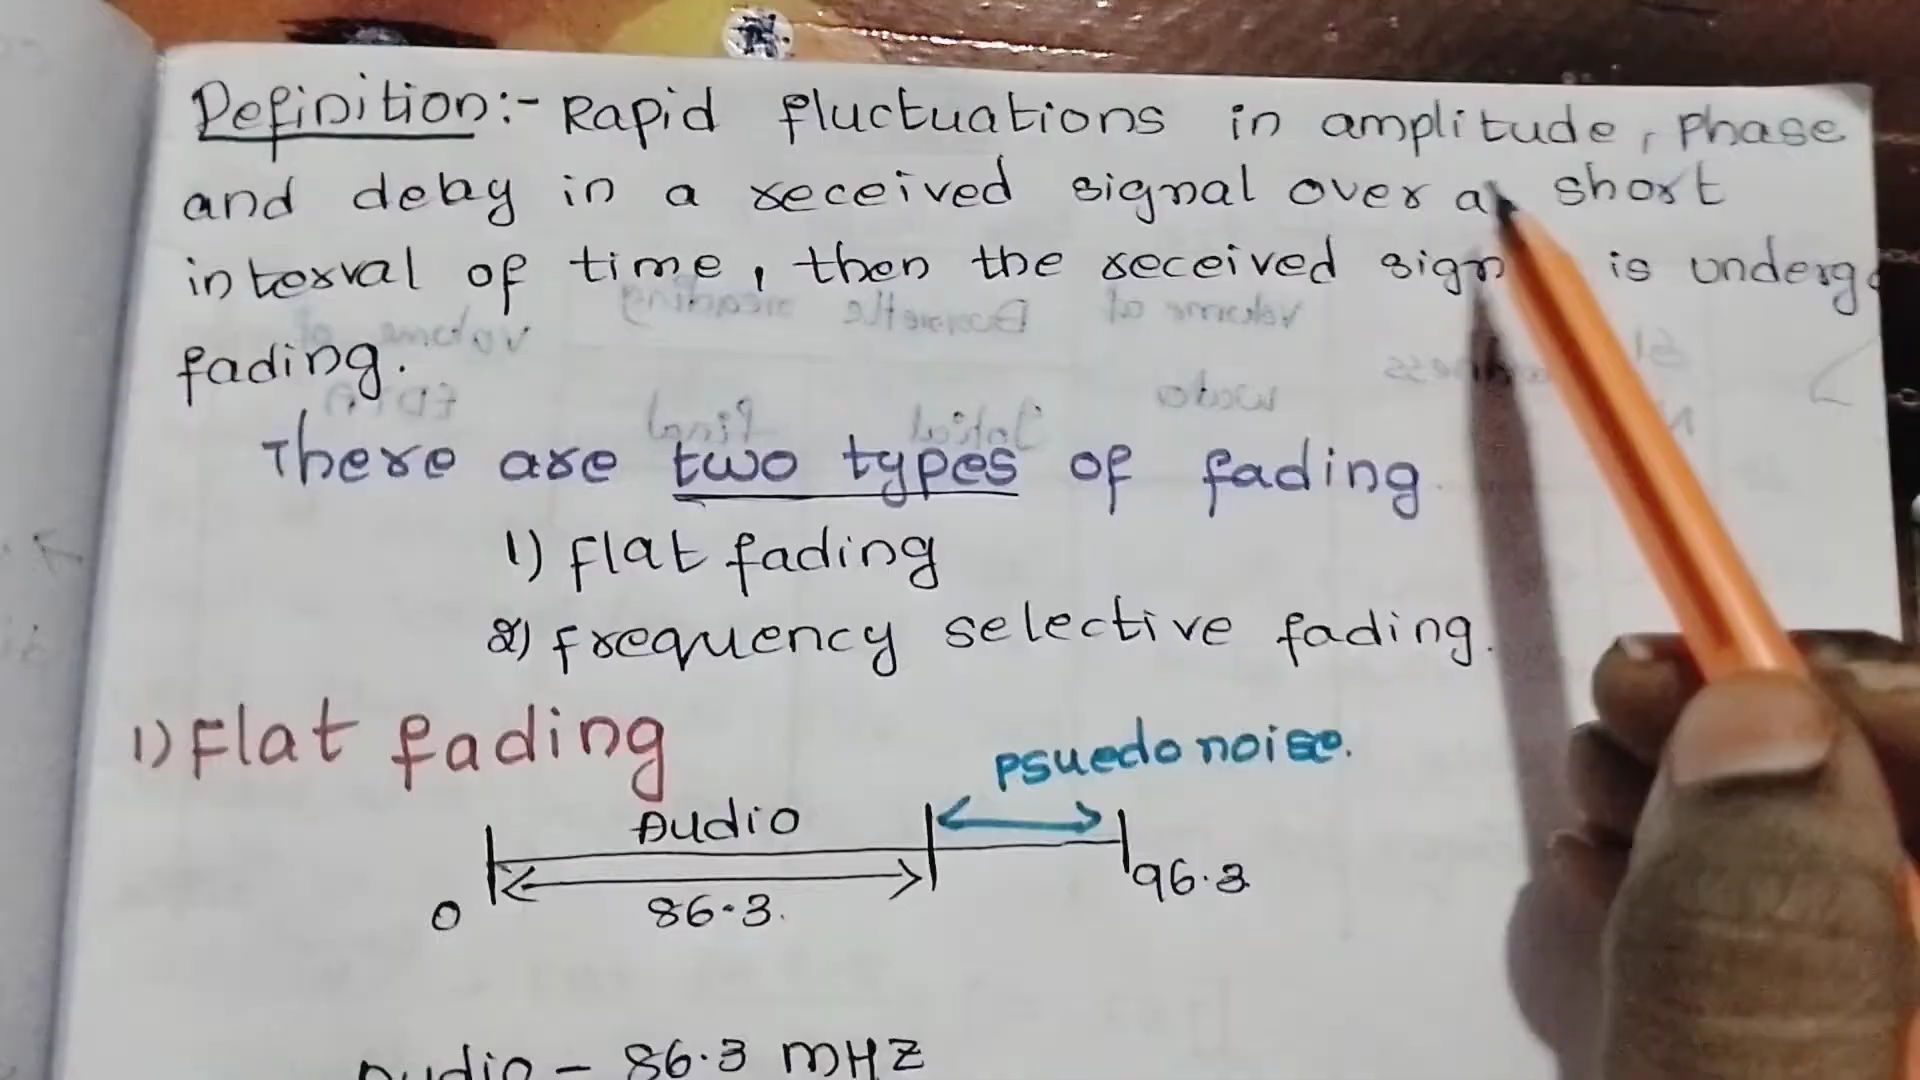 Definition:- Rapid fluctuations in amplitude, phase
and delay in a received signal over a short
interval of time, then the received sign is underg
fading.
There are two types of fading.
1) Flat fading
2) Frequency selective fading.
1) Flat fading
psuedo noise.
Audio
0
86.3.
96.3
Audio - 86.3 MHZ